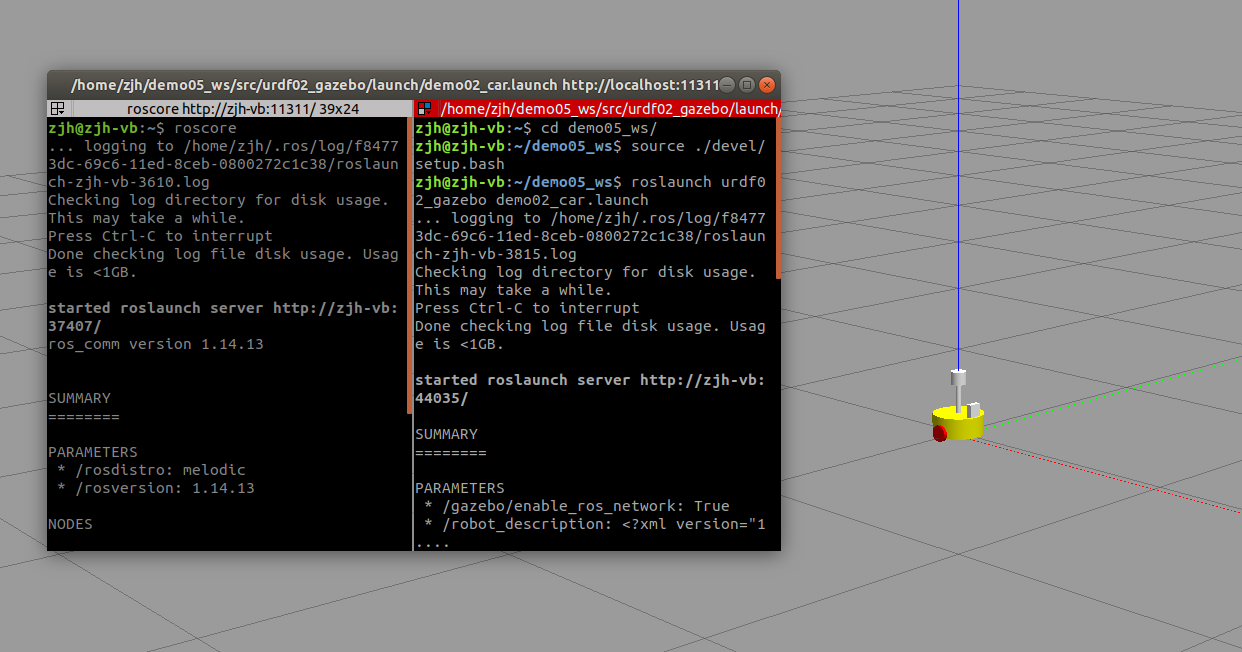 /home/zjh/demo05_ws/src/urdf02_gazebo/launch/demo02_car.launch http://localhost:11311
roscore http://zjh-vb:11311/ 39x24
zjh@zjh-vb:~$ roscore
... logging to /home/zjh/.ros/log/f8477
3dc-69c6-11ed-8ceb-0800272c1c38/roslaun
ch-zjh-vb-3610.log
Checking log directory for disk usage.
This may take a while.
Press Ctrl-C to interrupt
Done checking log file disk usage. Usag
e is <1GB.
started roslaunch server http://zjh-vb:
37407/
ros_comm version 1.14.13
SUMMARY
========
PARAMETERS
* /rosdistro: melodic
* /rosversion: 1.14.13
NODES
/home/zjh/demo05_ws/src/urdf02_gazebo/launch/
zjh@zjh-vb:~$ cd demo05_ws/
zjh@zjh-vb:~/demo05_ws$ source ./devel/
setup.bash
zjh@zjh-vb:~/demo05_ws$ roslaunch urdf0
2_gazebo demo02_car.launch
... logging to /home/zjh/.ros/log/f8477
3dc-69c6-11ed-8ceb-0800272c1c38/roslaun
ch-zjh-vb-3815.log
Checking log directory for disk usage.
This may take a while.
Press Ctrl-C to interrupt
Done checking log file disk usage. Usag
e is <1GB.
started roslaunch server http://zjh-vb:
44035/
SUMMARY
========
PARAMETERS
* /gazebo/enable_ros_network: True
* /robot_description: <?xml version="1
....